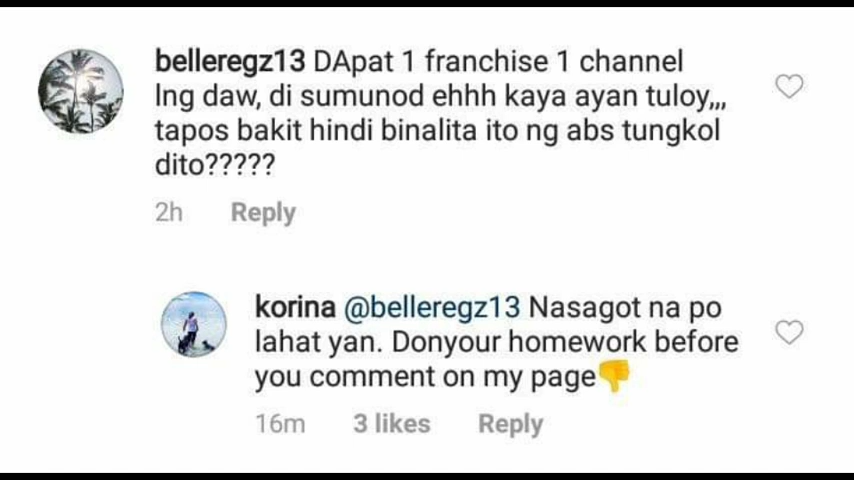 belleregz13 DApat 1 franchise 1 channel
lng daw, di sumunod ehhh kaya ayan tuloy,,,
tapos bakit hindi binalita ito ng abs tungkol
dito?????
2h Reply
korina @belleregz13 Nasagot na po
lahat yan. Donyour homework before
you comment on my page👎
16m 3 likes Reply